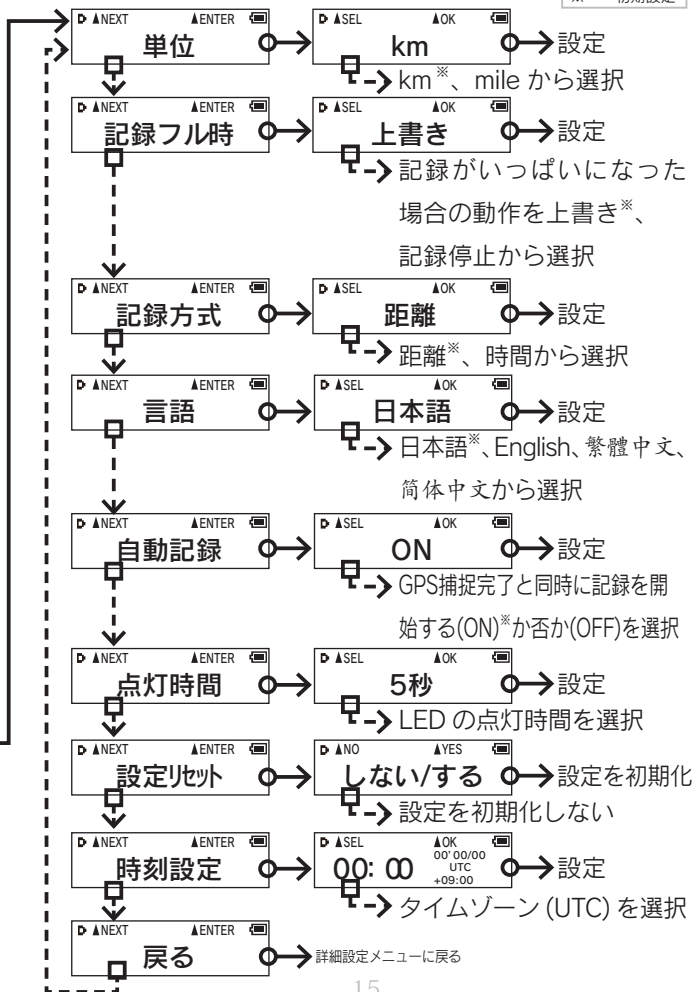 ▲NEXT ▲ENTER ▲SEL ▲OK
単位 km 設定
km※、mile から選択
▲NEXT ▲ENTER ▲SEL ▲OK
記録フル時 上書き 設定
記録がいっぱいになった
場合の動作を上書き※、
記録停止から選択
▲NEXT ▲ENTER ▲SEL ▲OK
記録方式 距離 設定
距離※、時間から選択
▲NEXT ▲ENTER ▲SEL ▲OK
言語 日本語 設定
日本語※、English、繁體中文、
简体中文から選択
▲NEXT ▲ENTER ▲SEL ▲OK
自動記録 ON 設定
GPS捕捉完了と同時に記録を開
始する(ON)※か否か(OFF)を選択
▲NEXT ▲ENTER ▲SEL ▲OK
点灯時間 5秒 設定
LED の点灯時間を選択
▲NEXT ▲ENTER ▲NO ▲YES
設定リセット しない/する 設定を初期化
設定を初期化しない
▲NEXT ▲ENTER ▲SEL ▲OK
時刻設定 00: 00 00' 00/00 設定
UTC
+09:00
タイムゾーン (UTC) を選択
▲NEXT ▲ENTER
戻る 詳細設定メニューに戻る
15